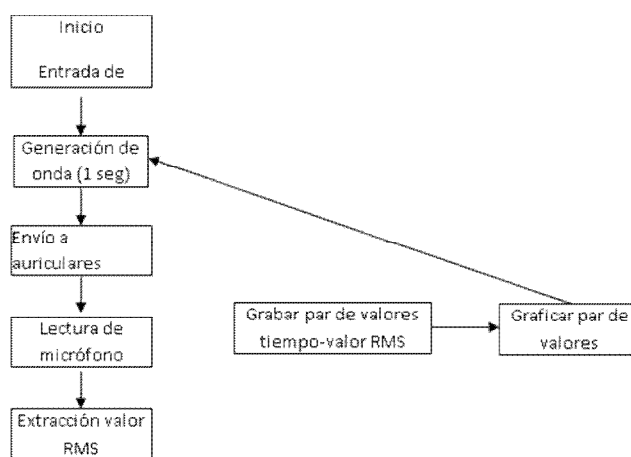 Inicio
Entrada de
Generación de
onda (1 seg)
Envío a
auriculares
Lectura de
micrófono
Extracción valor
RMS
Grabar par de valores
tiempo-valor RMS
Graficar par de
valores